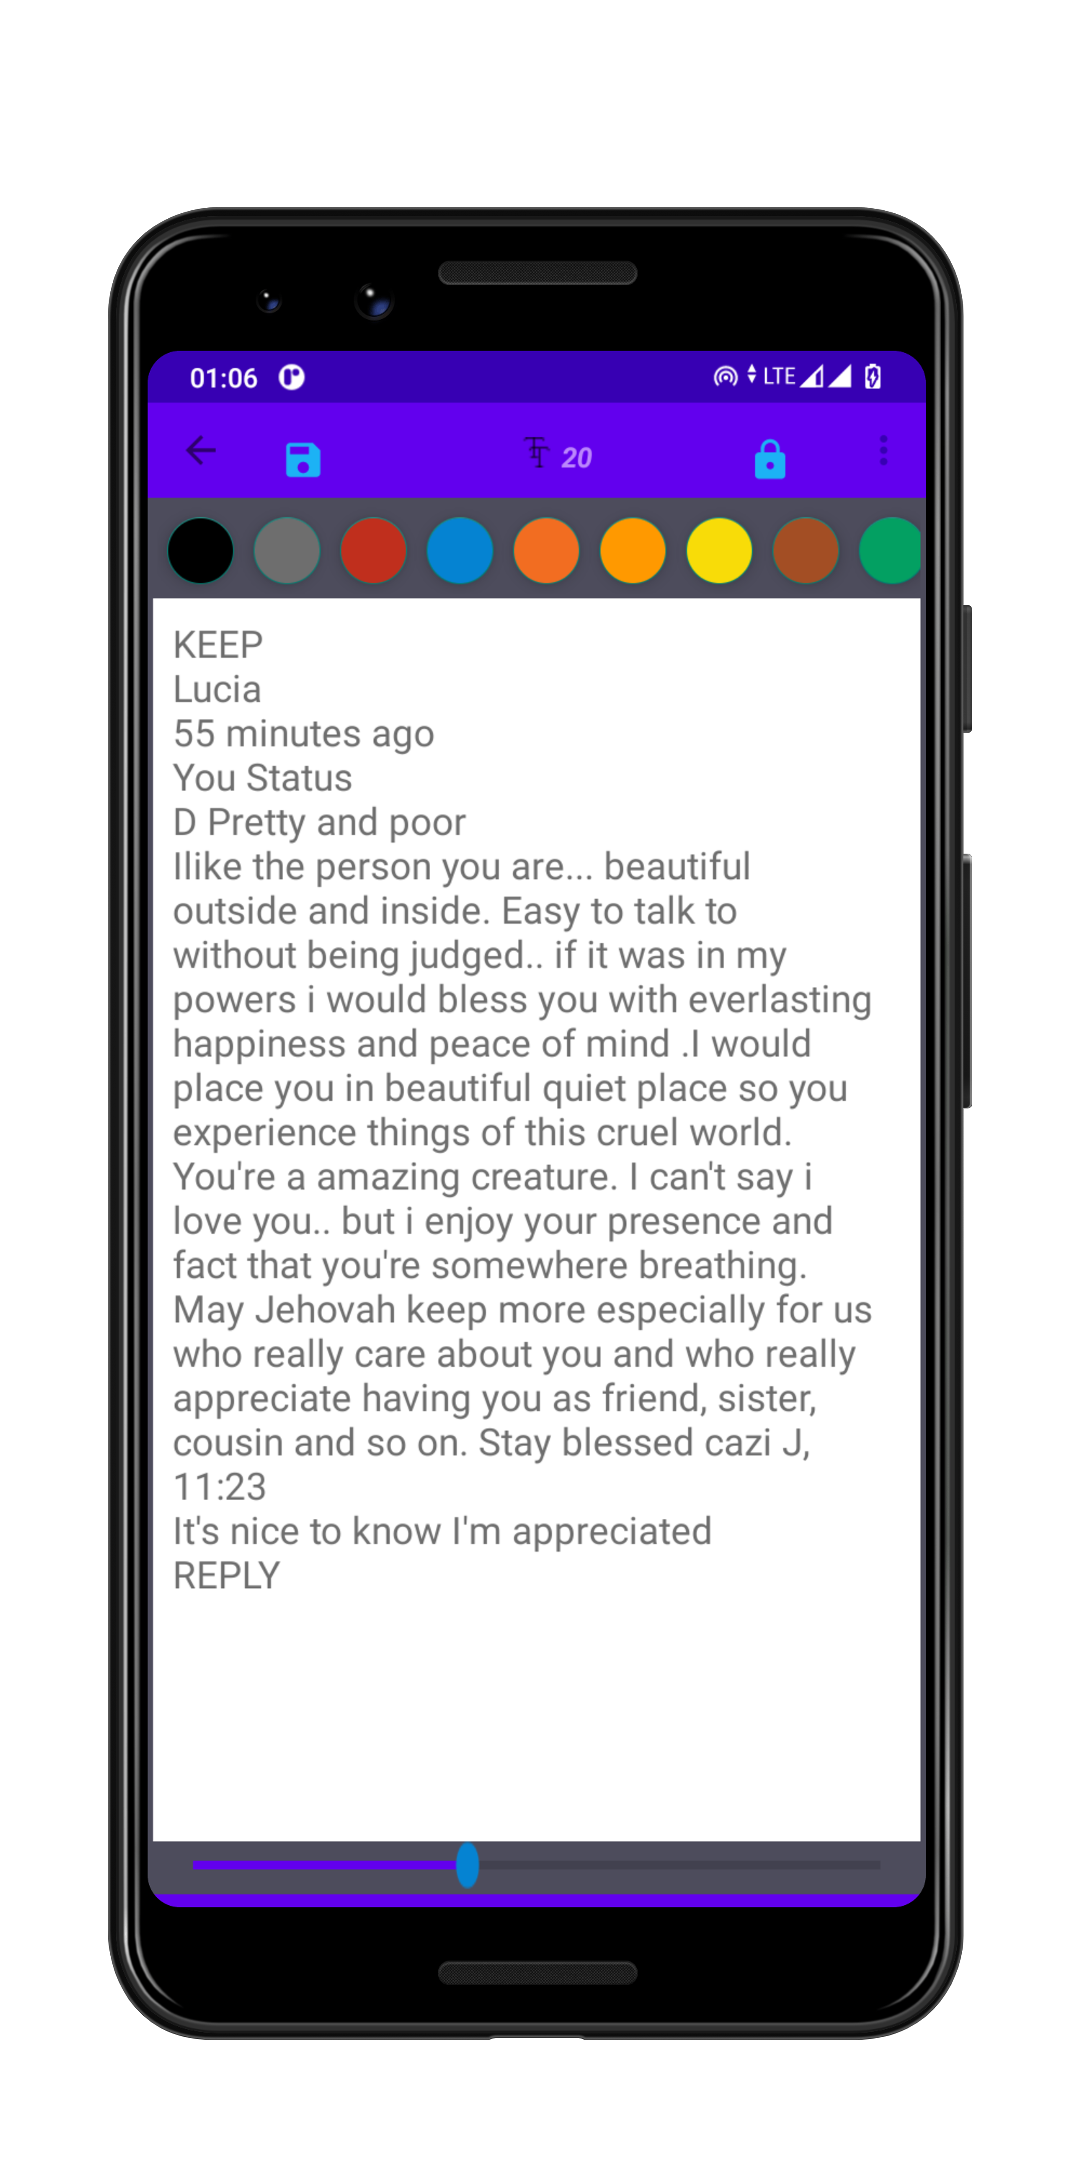 01:06
LTE
20
KEEP
Lucia
55 minutes ago
You Status
D Pretty and poor
Ilike the person you are... beautiful
outside and inside. Easy to talk to
without being judged.. if it was in my
powers i would bless you with everlasting
happiness and peace of mind .I would
place you in beautiful quiet place so you
experience things of this cruel world.
You're a amazing creature. I can't say i
love you.. but i enjoy your presence and
fact that you're somewhere breathing.
May Jehovah keep more especially for us
who really care about you and who really
appreciate having you as friend, sister,
cousin and so on. Stay blessed cazi J,
11:23
It's nice to know I'm appreciated
REPLY